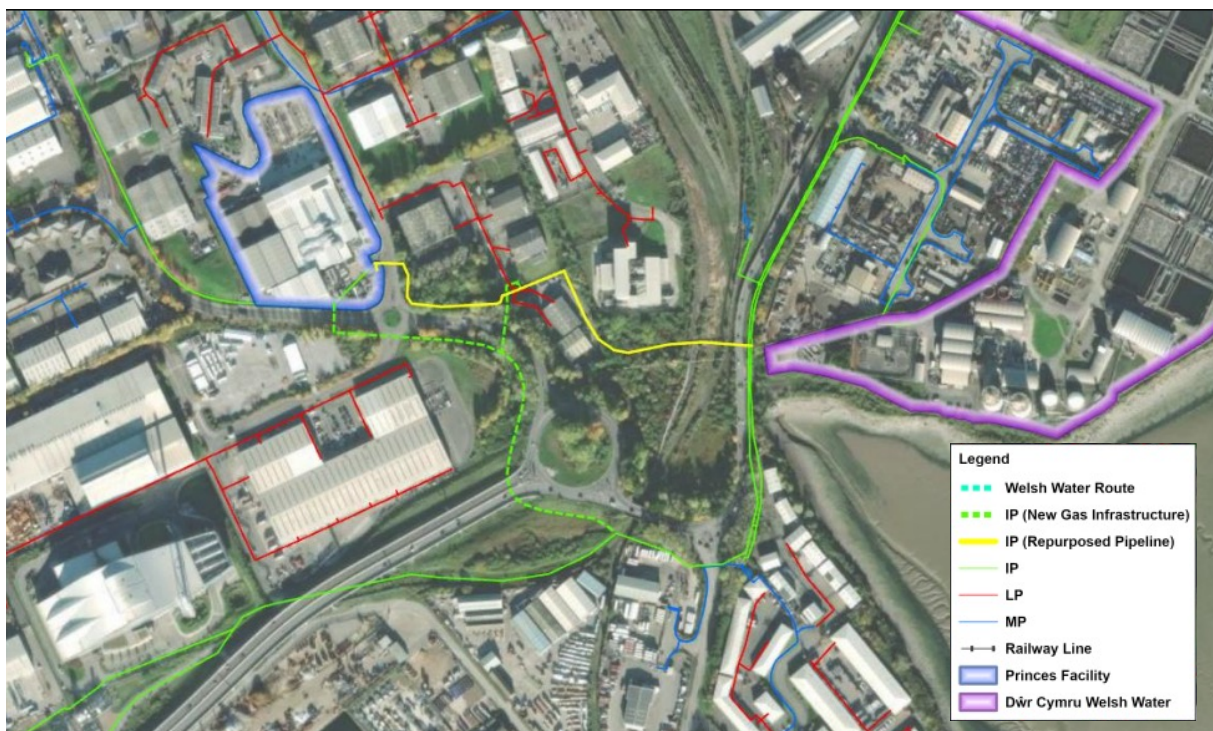 Legend
Welsh Water Route
IP (New Gas Infrastructure)
IP (Repurposed Pipeline)
IP
LP
MP
Railway Line
Princes Facility
Dŵr Cymru Welsh Water